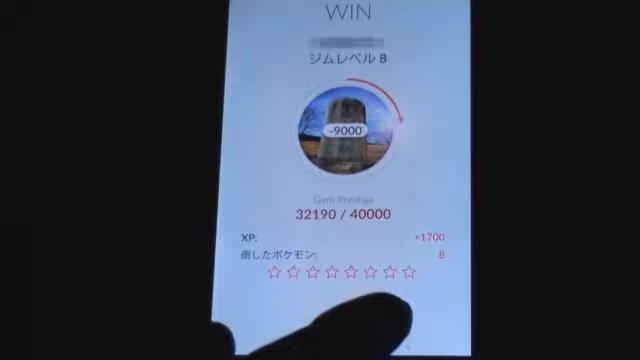 WIN
ジムレベル 8
-9000
Gym Prestige
32190 / 40000
XP: +1700
倒したポケモン: 8